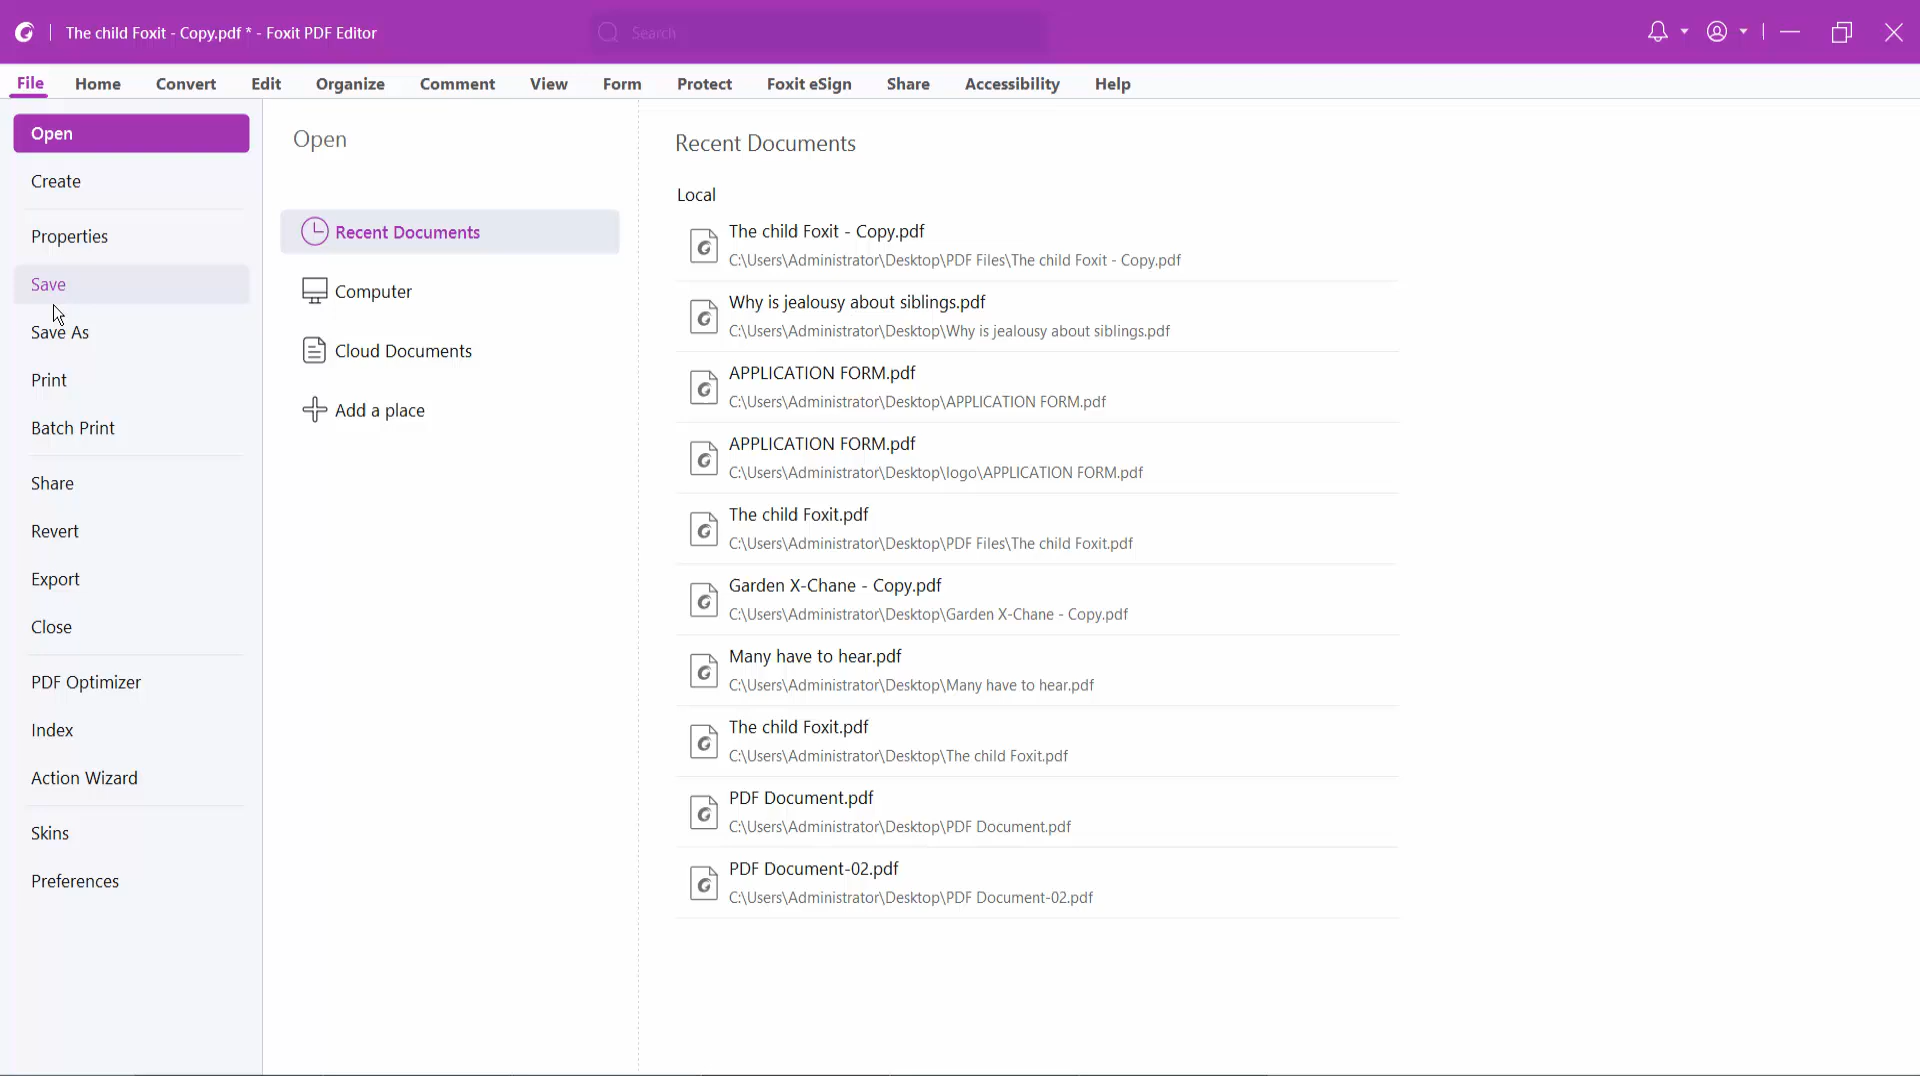 The child Foxit - Copy.pdf * - Foxit PDF Editor
Search
File Home Convert Edit Organize Comment View Form Protect Foxit eSign Share Accessibility Help
Open
Create
Properties
Save
Save As
Print
Batch Print
Share
Revert
Export
Close
PDF Optimizer
Index
Action Wizard
Skins
Preferences
Open
Recent Documents
Computer
Cloud Documents
Add a place
Recent Documents
Local
The child Foxit - Copy.pdf
C:\Users\Administrator\Desktop\PDF Files\The child Foxit - Copy.pdf
Why is jealousy about siblings.pdf
C:\Users\Administrator\Desktop\Why is jealousy about siblings.pdf
APPLICATION FORM.pdf
C:\Users\Administrator\Desktop\APPLICATION FORM.pdf
APPLICATION FORM.pdf
C:\Users\Administrator\Desktop\logo\APPLICATION FORM.pdf
The child Foxit.pdf
C:\Users\Administrator\Desktop\PDF Files\The child Foxit.pdf
Garden X-Chane - Copy.pdf
C:\Users\Administrator\Desktop\Garden X-Chane - Copy.pdf
Many have to hear.pdf
C:\Users\Administrator\Desktop\Many have to hear.pdf
The child Foxit.pdf
C:\Users\Administrator\Desktop\The child Foxit.pdf
PDF Document.pdf
C:\Users\Administrator\Desktop\PDF Document.pdf
PDF Document-02.pdf
C:\Users\Administrator\Desktop\PDF Document-02.pdf